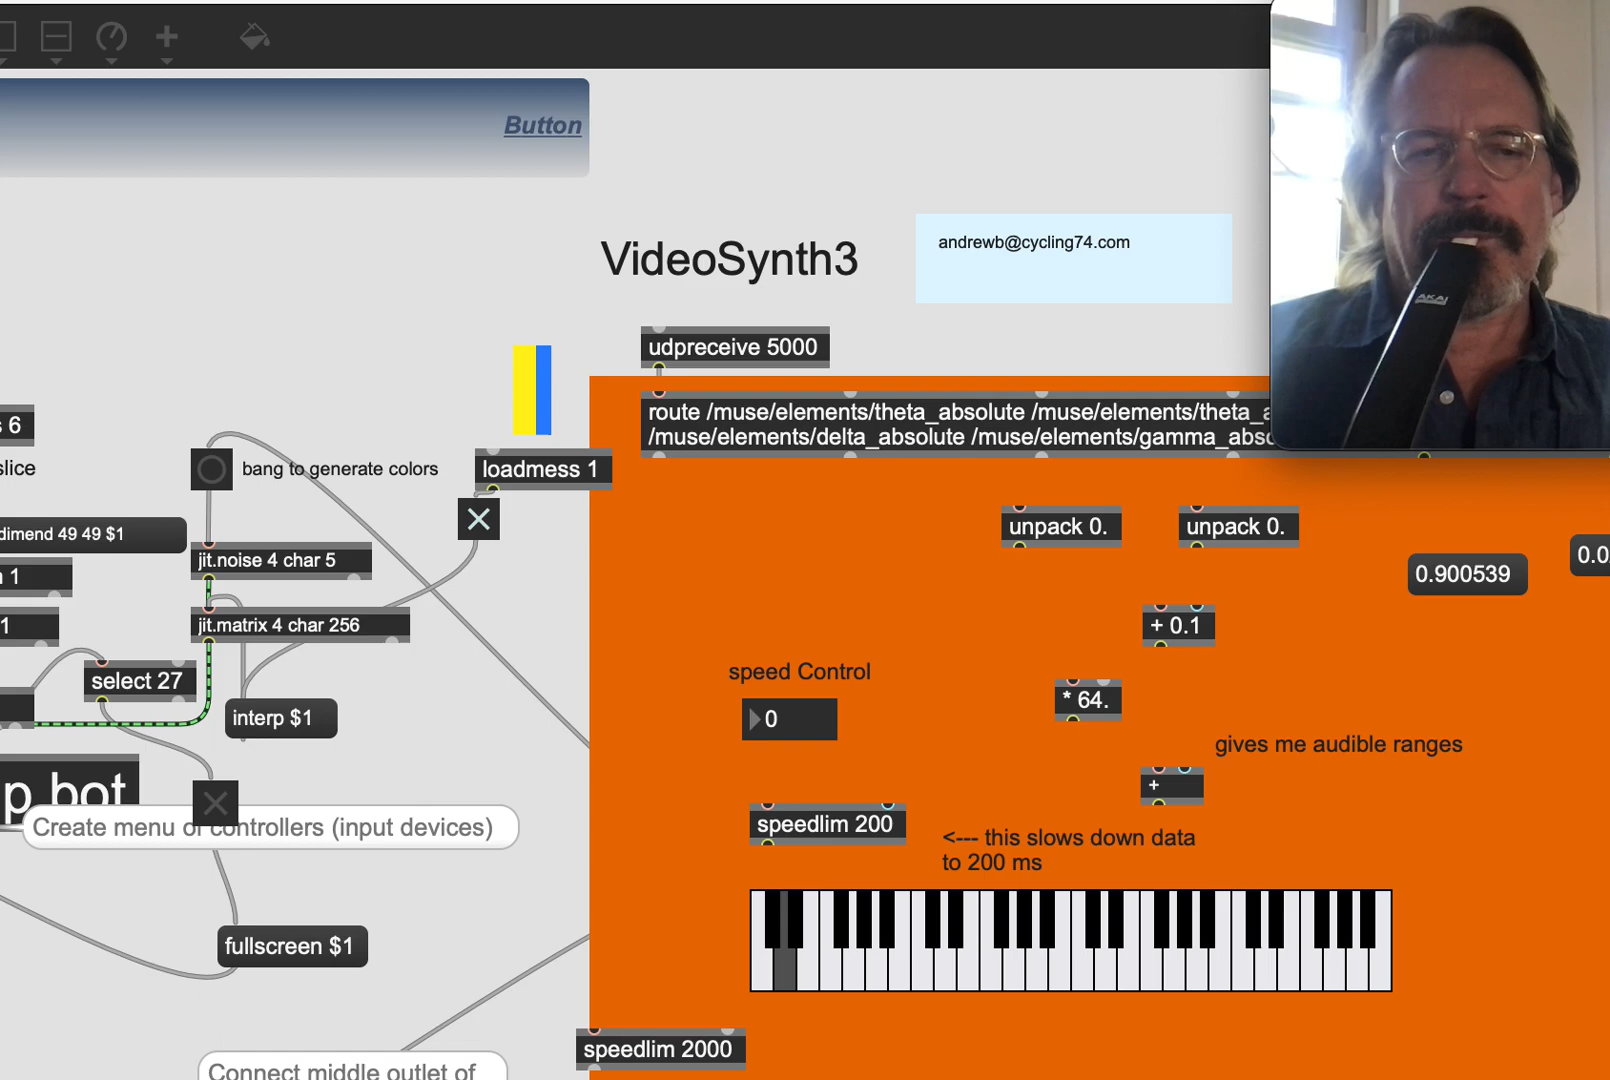 Button
VideoSynth3
andrewb@cycling74.com
udpreceive 5000
route /muse/elements/theta_absolute /muse/elements/theta_a
/muse/elements/delta_absolute /muse/elements/gamma_abso
AKAI
s 6
slice
bang to generate colors
loadmess 1
dimend 49 49 $1
unpack 0.
unpack 0.
0.900539
0.0
jit.noise 4 char 5
1
jit.matrix 4 char 256
1
+ 0.1
select 27
speed Control
interp $1
0
* 64.
gives me audible ranges
p bot
+
Create menu of controllers (input devices)
speedlim 200
<--- this slows down data
to 200 ms
fullscreen $1
speedlim 2000
Connect middle outlet of